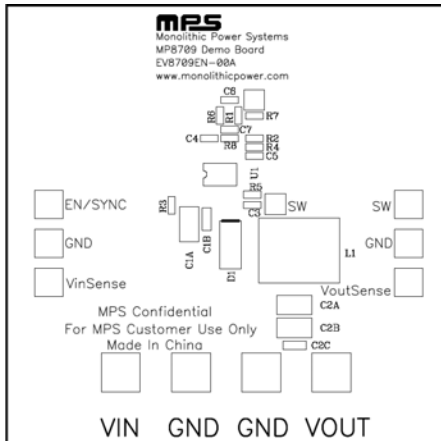 MPS
Monolithic Power Systems
MP8709 Demo Board
EV8709EN-00A
www.monolithicpower.com
C6
R6
R1
R7
C7
C4
R8
R2
R4
C5
U1
R5
C3
R3
EN/SYNC
SW
SW
GND
C1A
C1B
D1
L1
GND
VinSense
VoutSense
C2A
MPS Confidential
For MPS Customer Use Only
C2B
Made In China
C2C
VIN GND GND VOUT